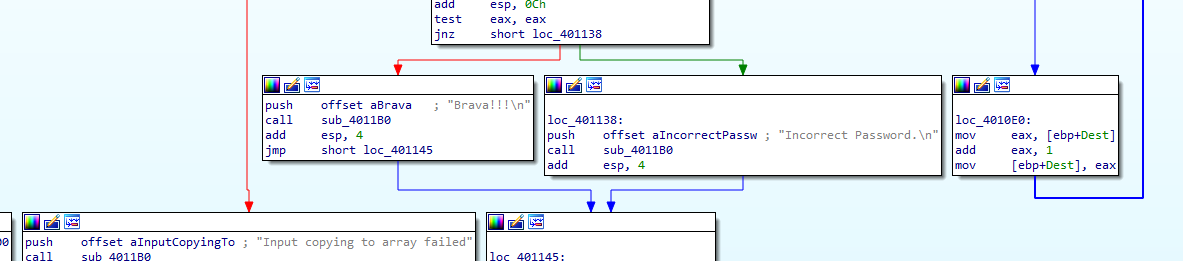 add     esp, 0Ch
test    eax, eax
jnz     short loc_401138
push    offset aBrava   ; "Brava!!!\n"
call    sub_4011B0
add     esp, 4
jmp     short loc_401145
loc_401138:
push    offset aIncorrectPassw ; "Incorrect Password.\n"
call    sub_4011B0
add     esp, 4
loc_4010E0:
mov     eax, [ebp+Dest]
add     eax, 1
mov     [ebp+Dest], eax
push    offset aInputCopyingTo ; "Input copying to array failed"
call    sub_4011B0
loc_401145: